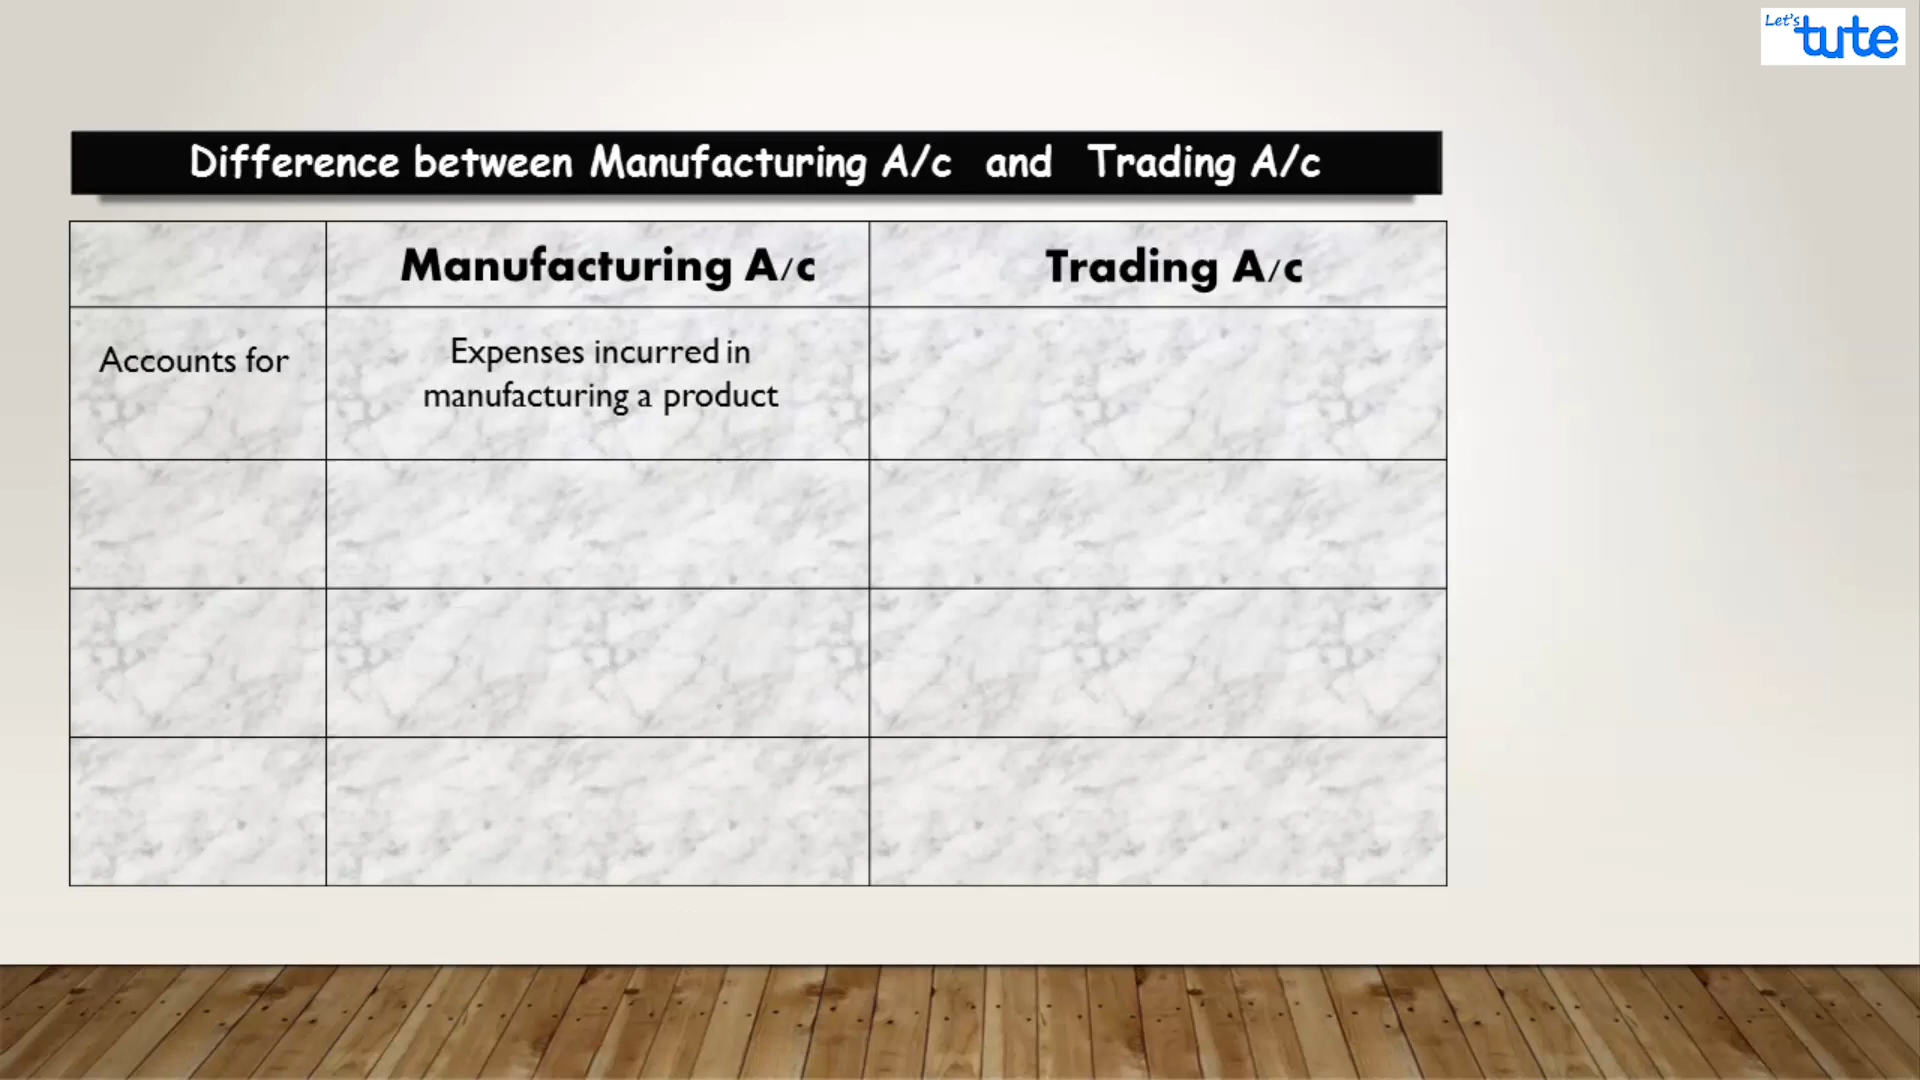 Let's
tute
Difference between Manufacturing A/c and Trading A/c
Manufacturing A/c
Trading A/c
Accounts for
Expenses incurred in
manufacturing a product